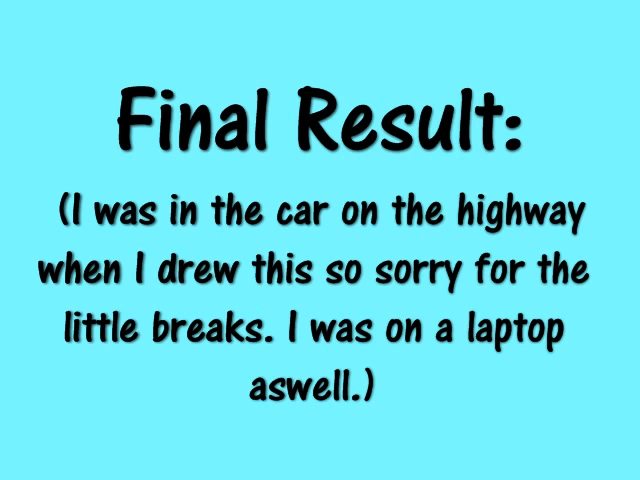 Final Result:
(I was in the car on the highway
when I drew this so sorry for the
little breaks. I was on a laptop
aswell.)